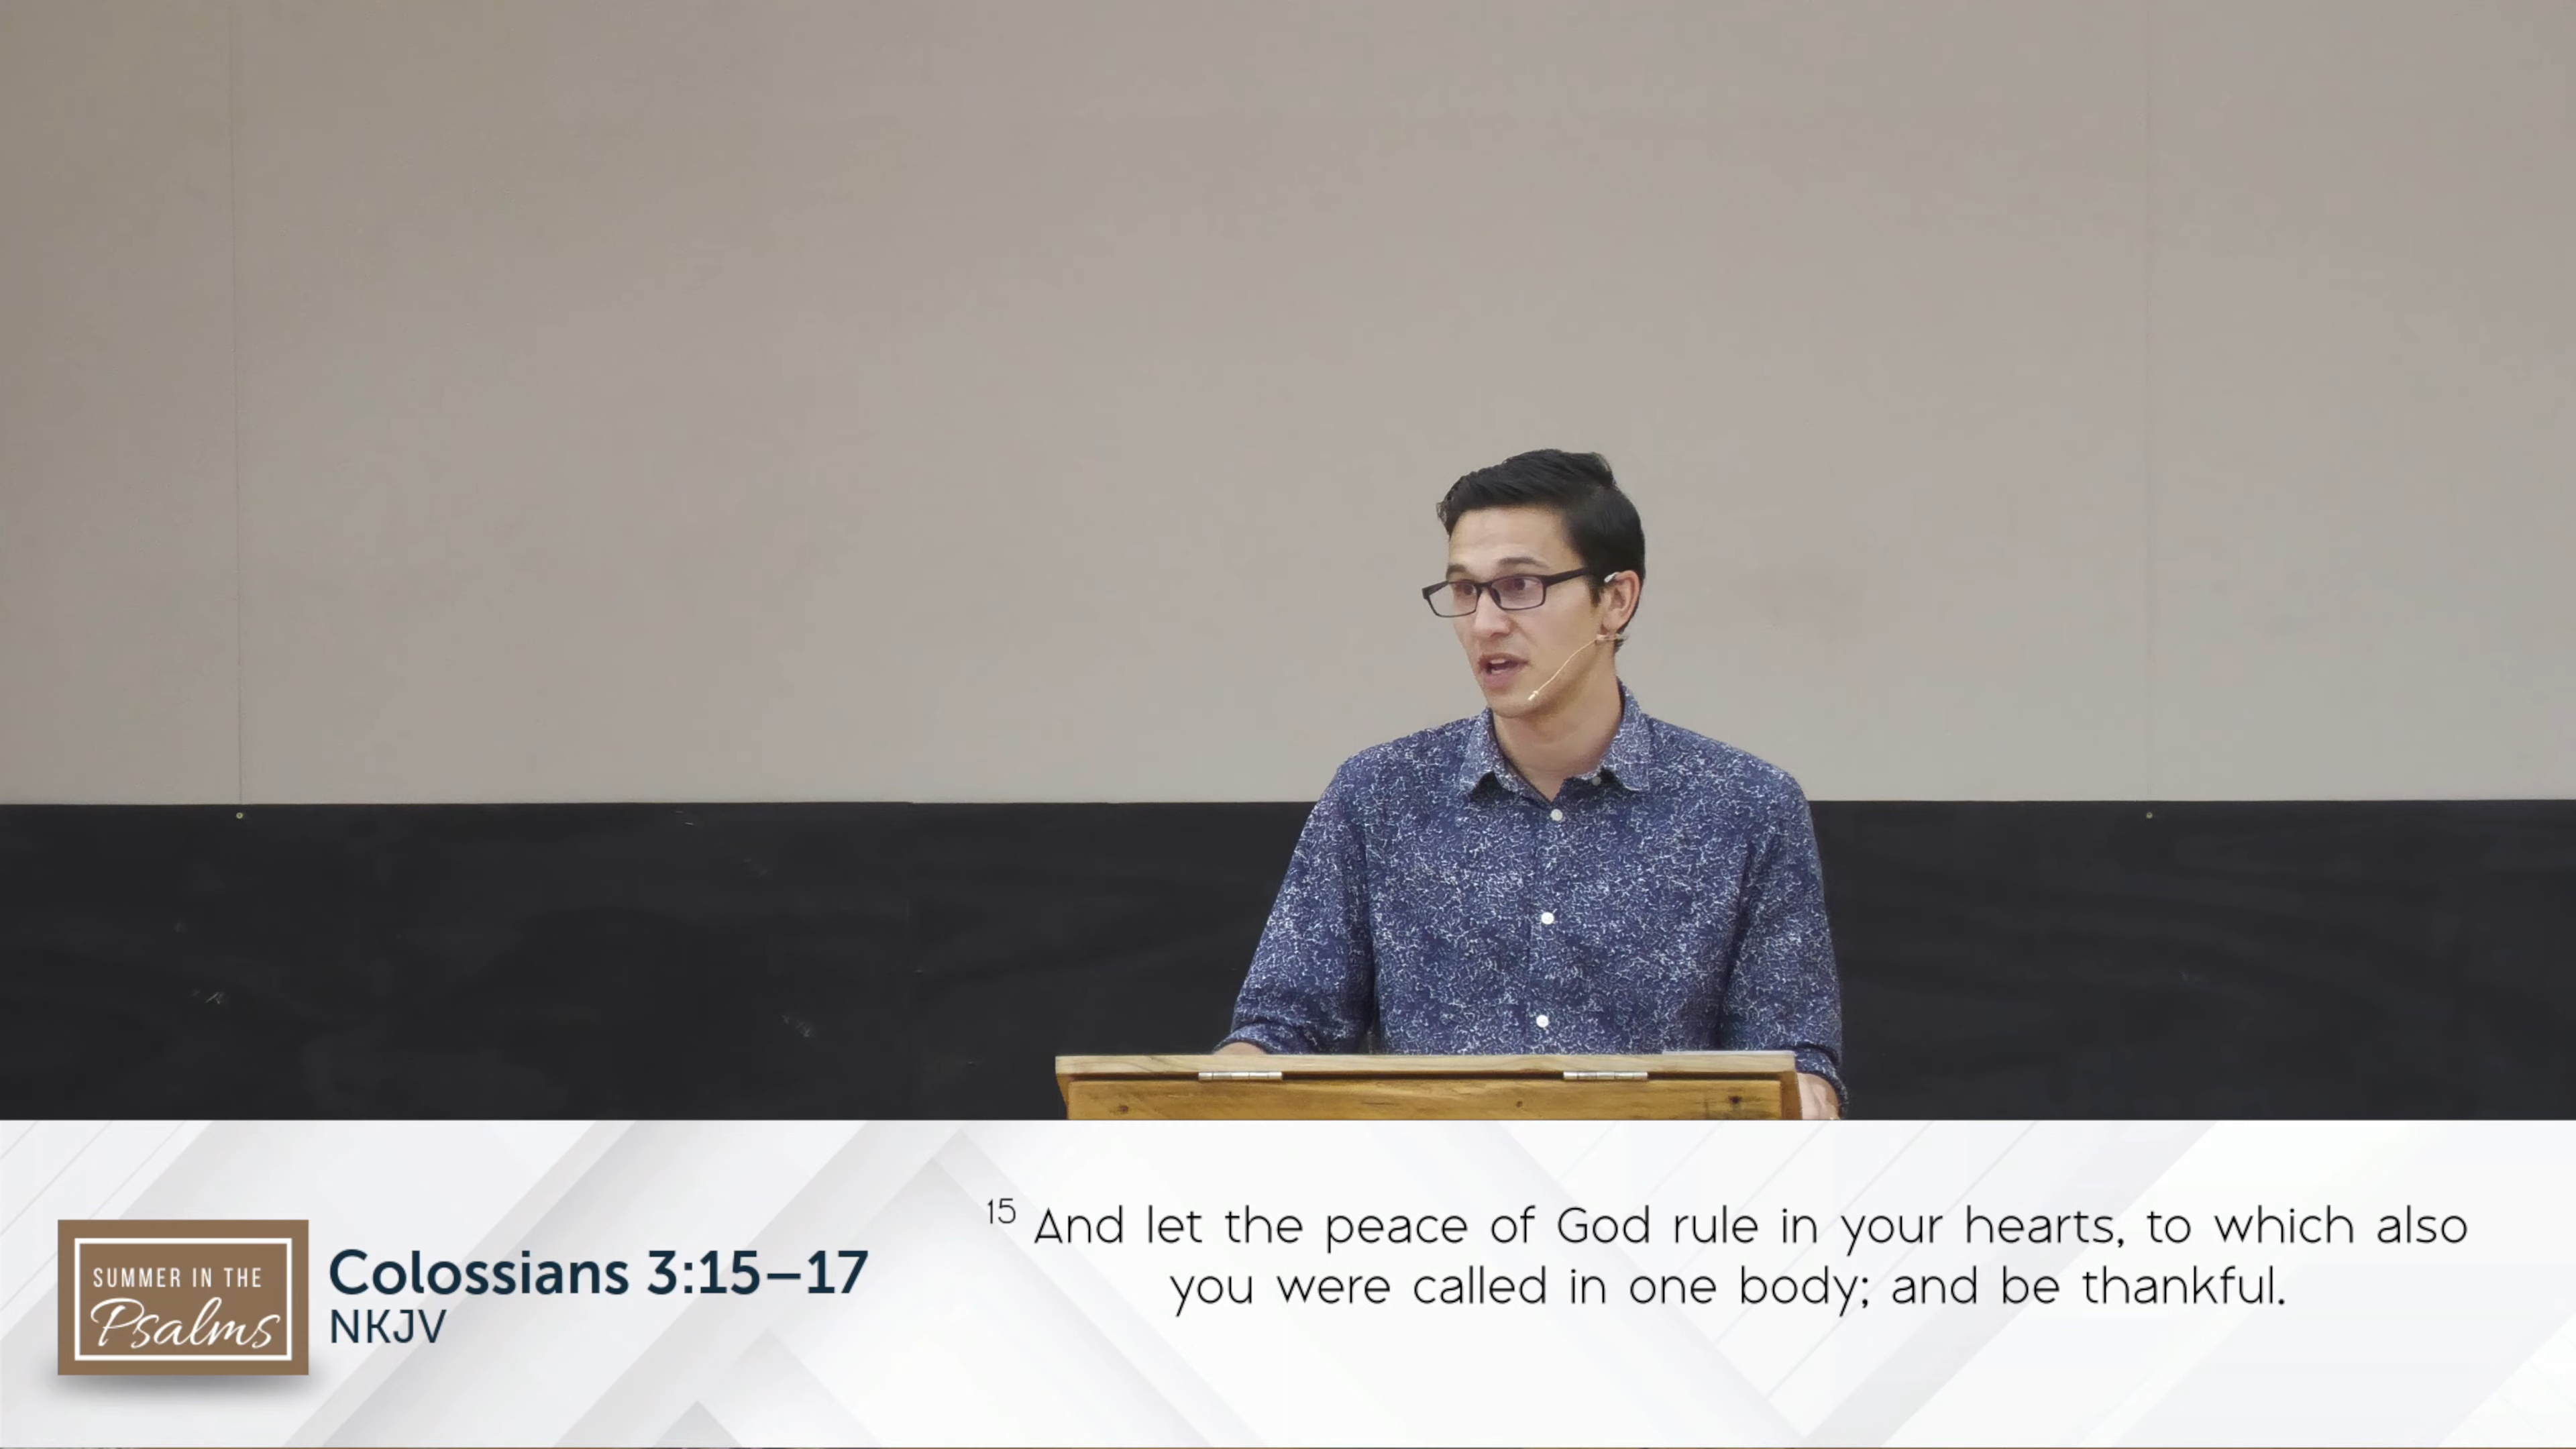 SUMMER IN THE
Psalms
Colossians 3:15–17
NKJV
15 And let the peace of God rule in your hearts, to which also
you were called in one body; and be thankful.